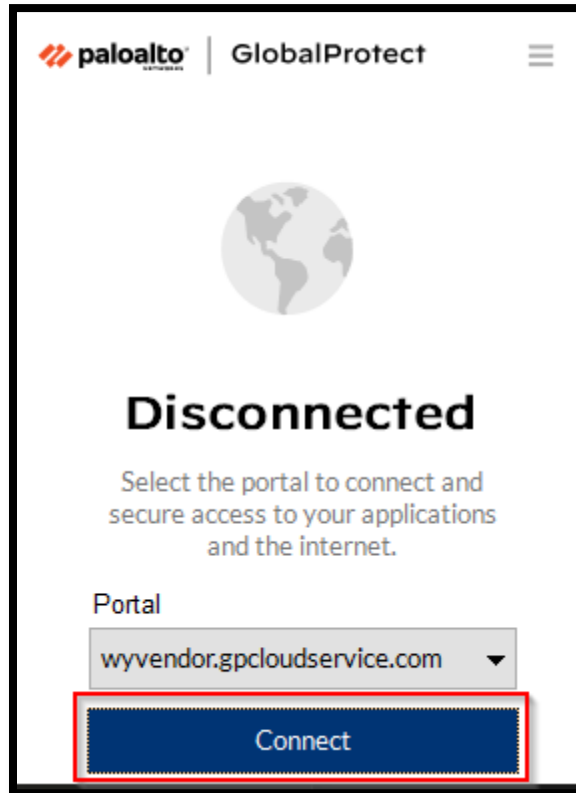 paloalto | GlobalProtect
NETWORKS
Disconnected
Select the portal to connect and
secure access to your applications
and the internet.
Portal
wyvendor.gpcloudservice.com
Connect